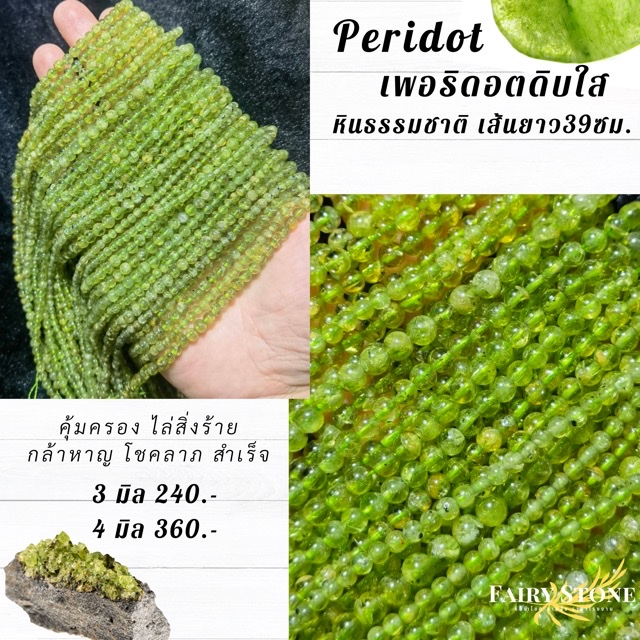 Peridot
เพอริดอตดิบใส
หินธรรมชาติ เส้นยาว39ซม.
คุ้มครอง ไล่สิ่งร้าย
กล้าหาญ โชคลาภ สำเร็จ
3 มิล 240.-
4 มิล 360.-
FAIRY STONE